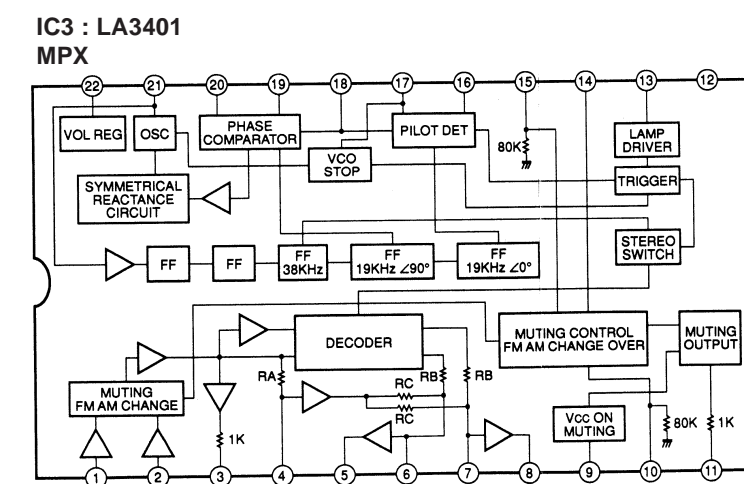 IC3 : LA3401
MPX
22 21 20 19 18 17 16 15 14 13 12
VOL REG
OSC
PHASE
COMPARATOR
PILOT DET
80K
LAMP
DRIVER
VCO
STOP
TRIGGER
SYMMETRICAL
REACTANCE
CIRCUIT
STEREO
SWITCH
FF
FF
FF
38KHz
FF
19KHz ∠90°
FF
19KHz ∠0°
DECODER
MUTING CONTROL
FM AM CHANGE OVER
MUTING
OUTPUT
RA
RB
RB
RC
RC
MUTING
FM AM CHANGE
1K
Vcc ON
MUTING
80K
1K
1 2 3 4 5 6 7 8 9 10 11